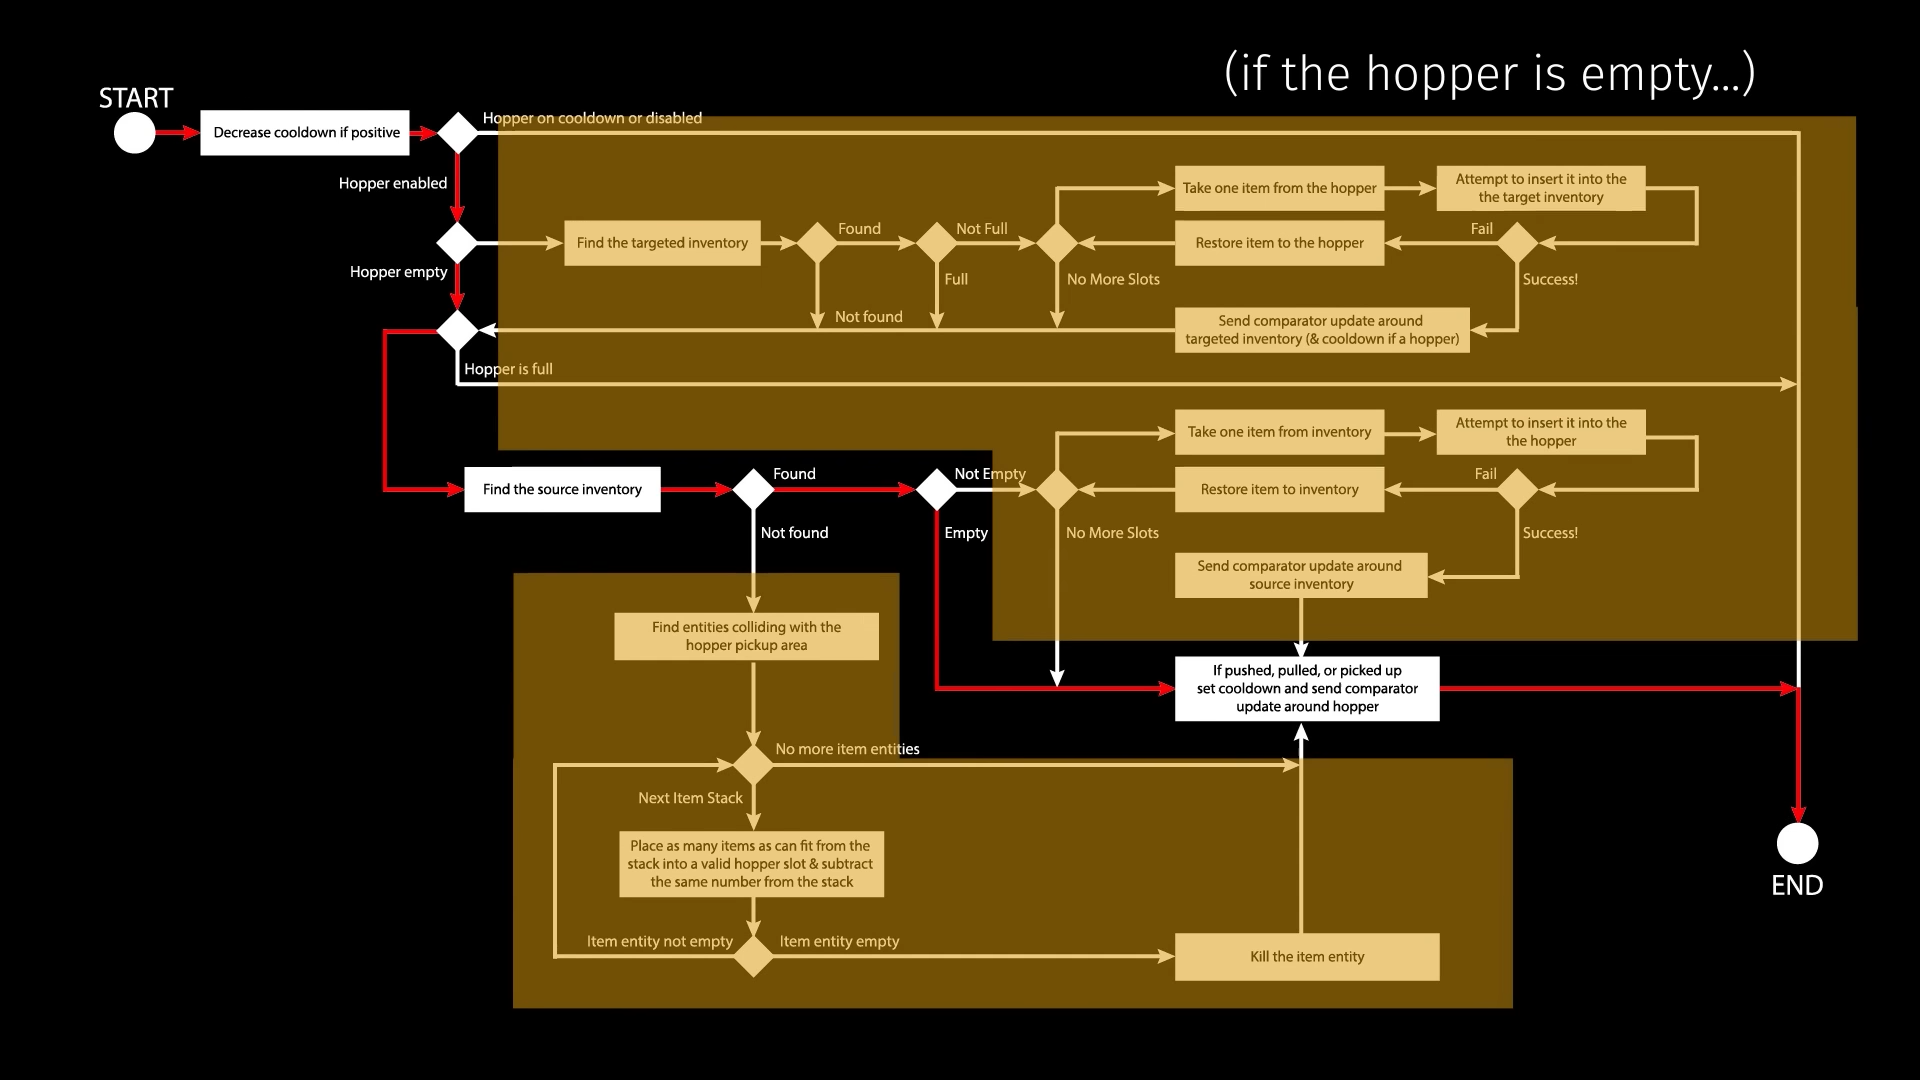 (if the hopper is empty...)
START
Decrease cooldown if positive
Hopper on cooldown or disabled
Hopper enabled
Take one item from the hopper
Attempt to insert it into the
the target inventory
Find the targeted inventory
Found
Not Full
Restore item to the hopper
Fail
Hopper empty
Full
No More Slots
Success!
Not found
Send comparator update around
targeted inventory (& cooldown if a hopper)
Hopper is full
Take one item from inventory
Attempt to insert it into the
the hopper
Find the source inventory
Found
Not Empty
Restore item to inventory
Fail
Not found
Empty
No More Slots
Success!
Send comparator update around
source inventory
Find entities colliding with the
hopper pickup area
If pushed, pulled, or picked up
set cooldown and send comparator
update around hopper
No more item entities
Next Item Stack
Place as many items as can fit from the
stack into a valid hopper slot & subtract
the same number from the stack
END
Item entity not empty
Item entity empty
Kill the item entity